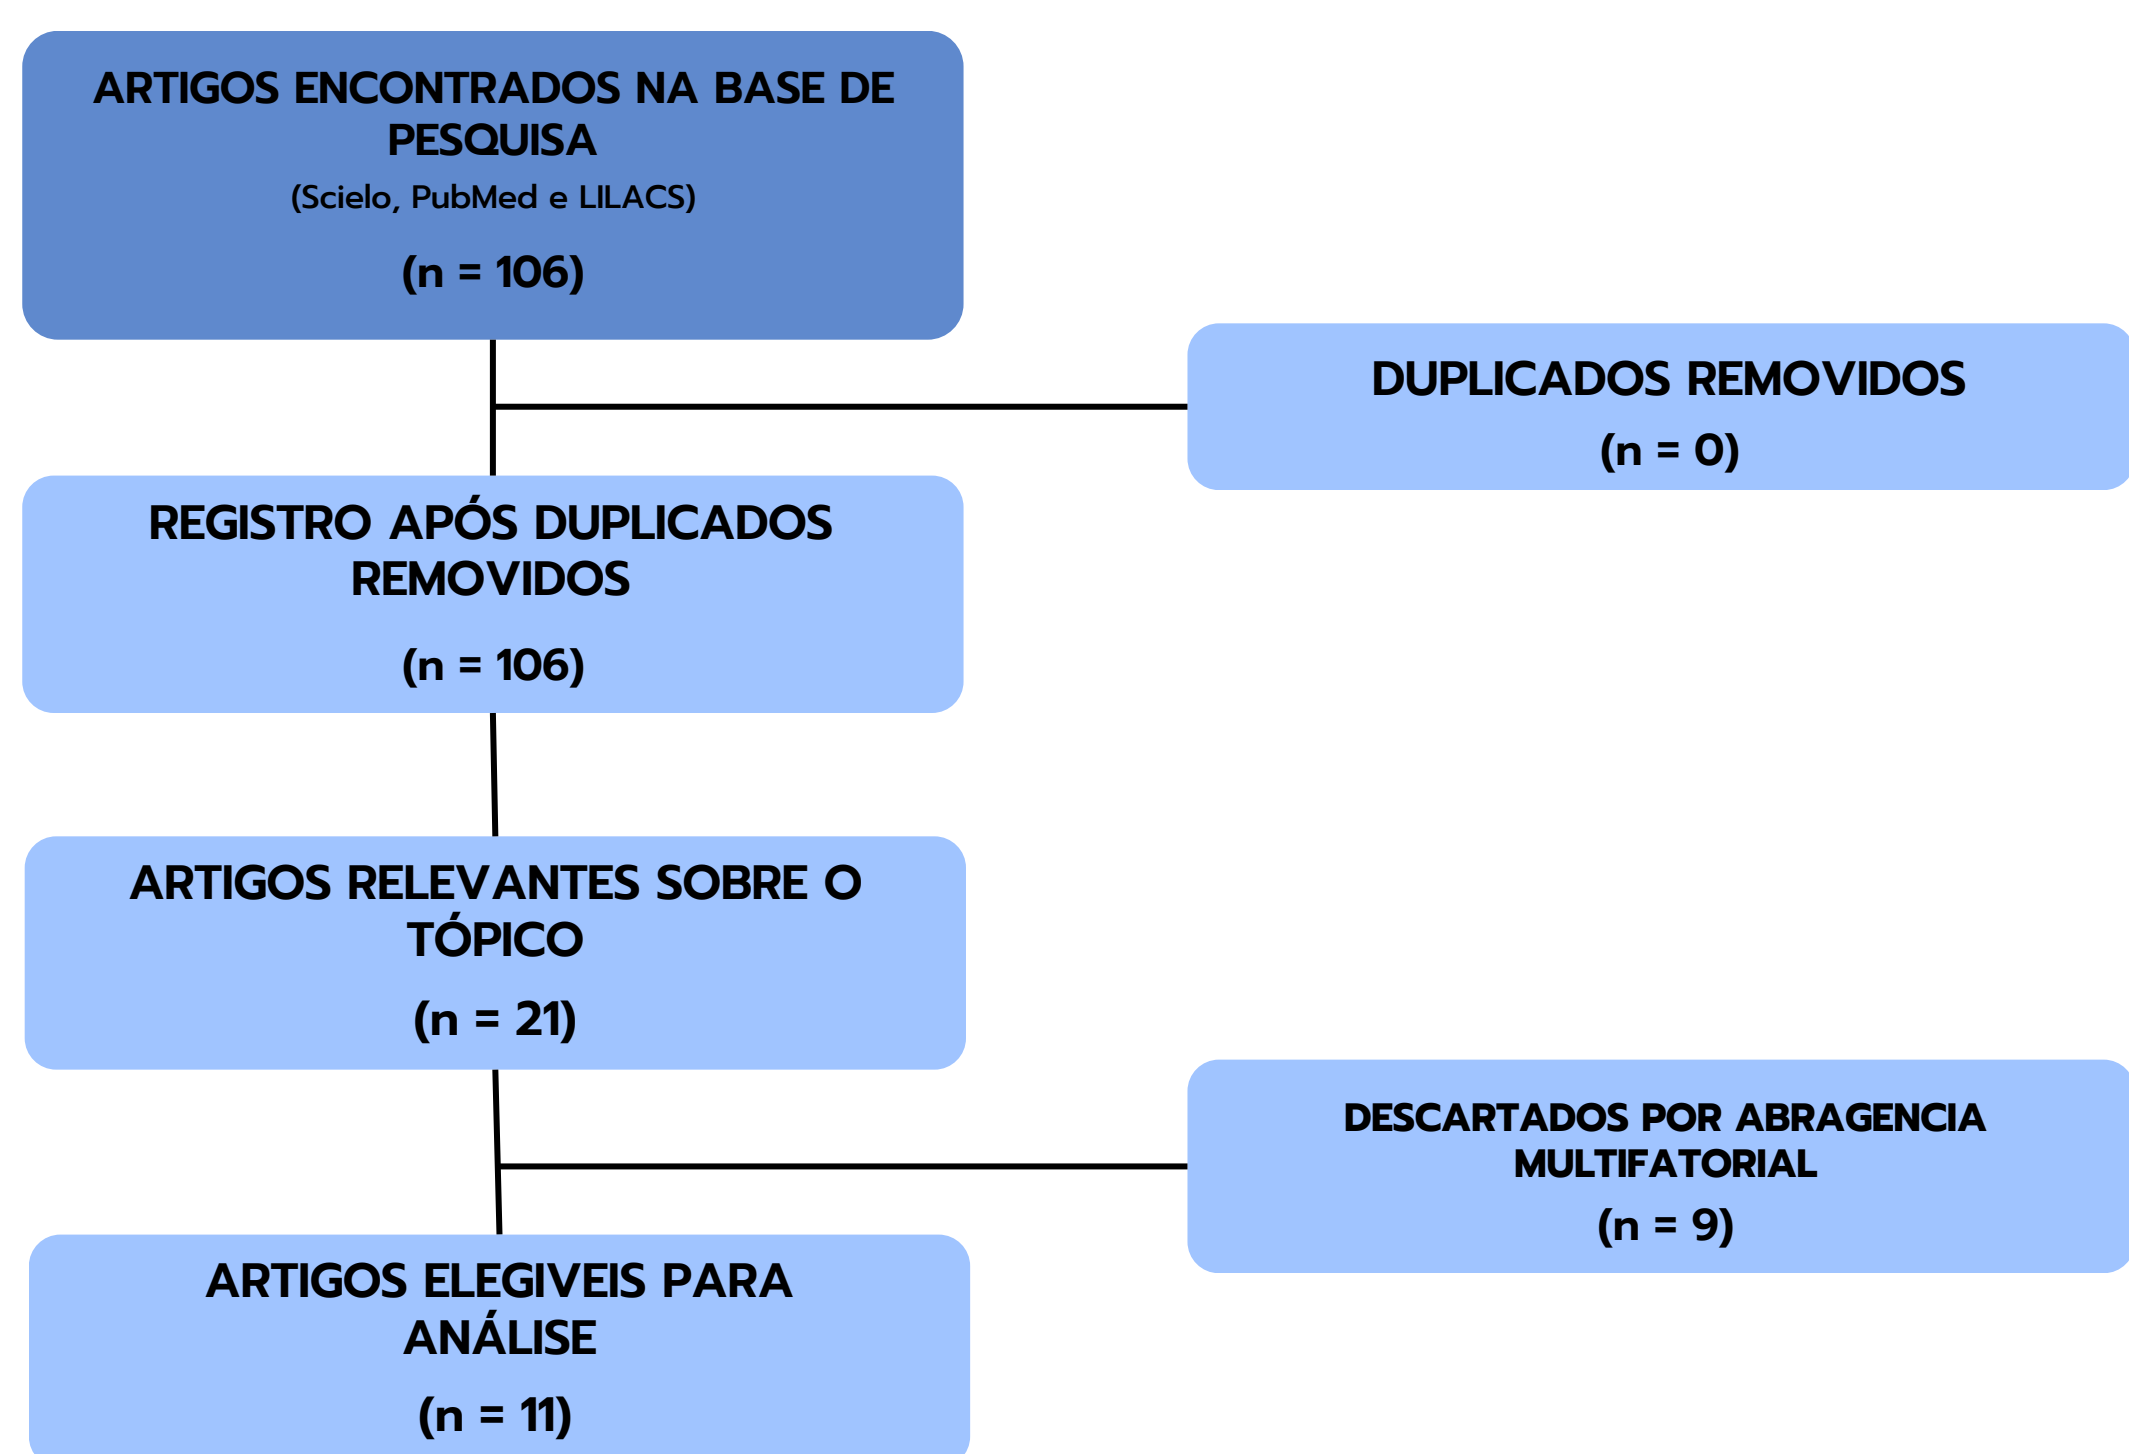 ARTIGOS ENCONTRADOS NA BASE DE
PESQUISA
(Scielo, PubMed e LILACS)
(n = 106)
DUPLICADOS REMOVIDOS
(n = 0)
REGISTRO APÓS DUPLICADOS
REMOVIDOS
(n = 106)
ARTIGOS RELEVANTES SOBRE O
TÓPICO
(n = 21)
DESCARTADOS POR ABRAGENCIA
MULTIFATORIAL
(n = 9)
ARTIGOS ELEGIVEIS PARA
ANÁLISE
(n = 11)